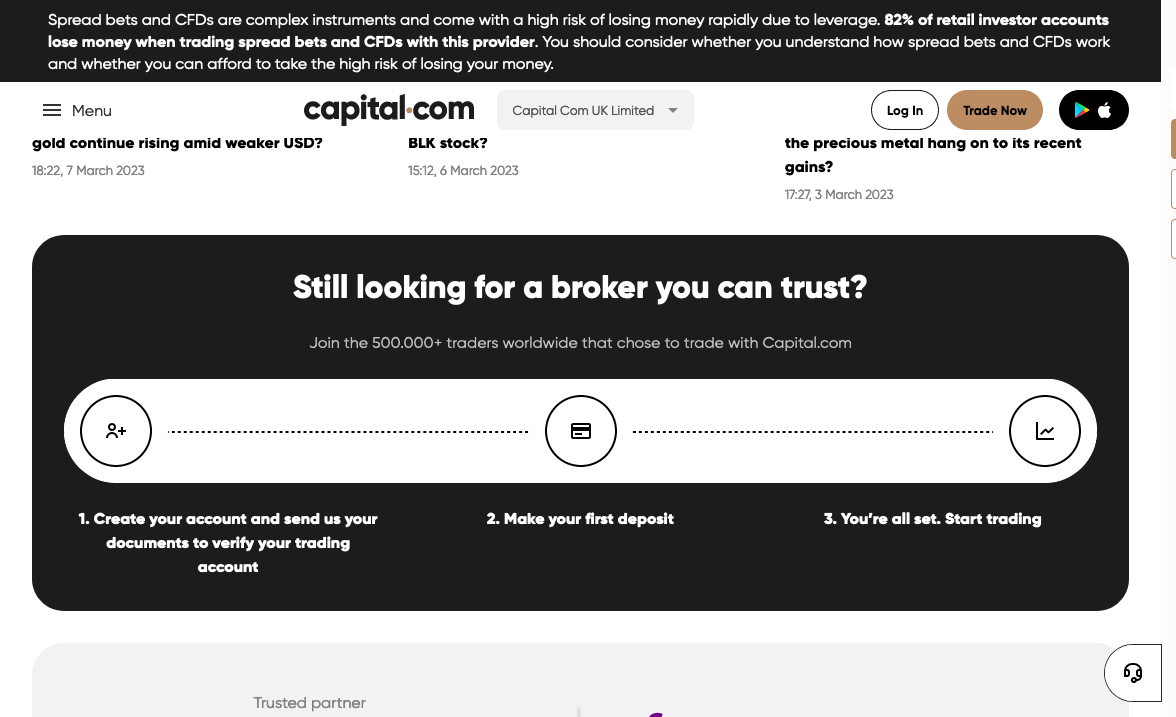 Spread bets and CFDs are complex instruments and come with a high risk of losing money rapidly due to leverage. 82% of retail investor accounts
lose money when trading spread bets and CFDs with this provider. You should consider whether you understand how spread bets and CFDs work
and whether you can afford to take the high risk of losing your money.
Menu
capital.com
Capital Com UK Limited
Log In
Trade Now
gold continue rising amid weaker USD?
18:22, 7 March 2023
BLK stock?
15:12, 6 March 2023
the precious metal hang on to its recent
gains?
17:27, 3 March 2023
Still looking for a broker you can trust?
Join the 500.000+ traders worldwide that chose to trade with Capital.com
1. Create your account and send us your
documents to verify your trading
account
2. Make your first deposit
3. You’re all set. Start trading
Trusted partner